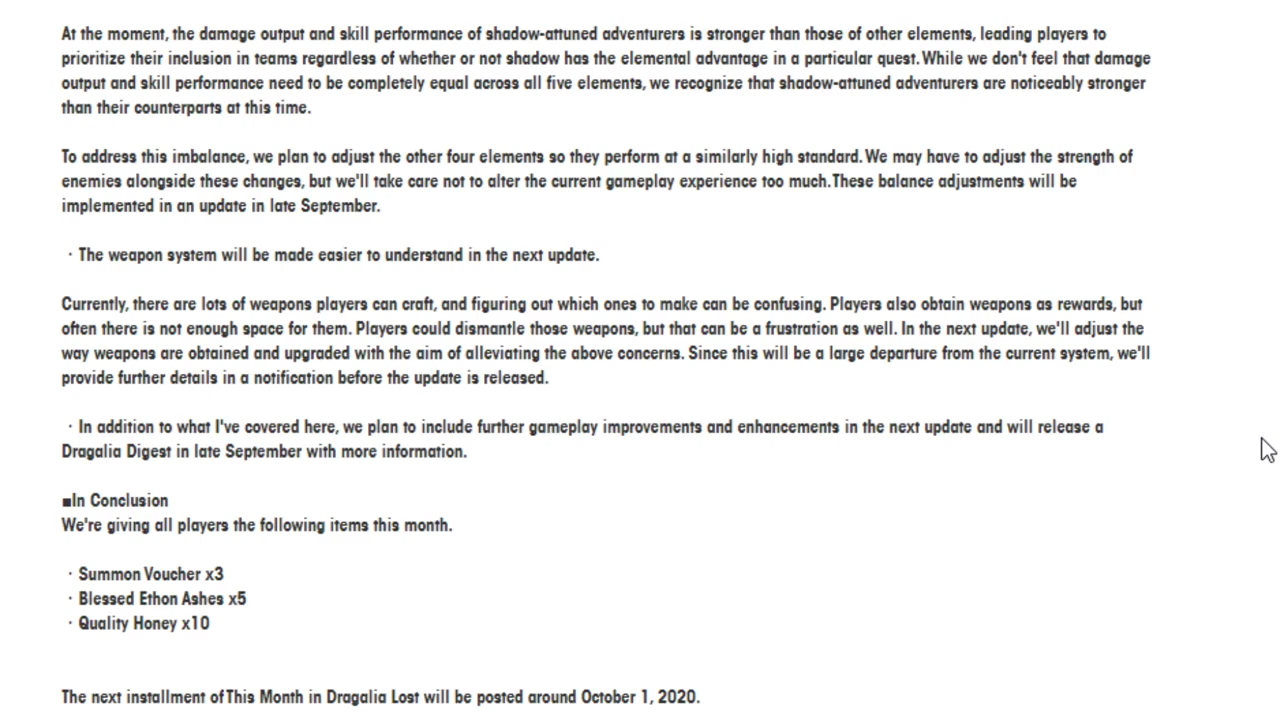 At the moment, the damage output and skill performance of shadow-attuned adventurers is stronger than those of other elements, leading players to
prioritize their inclusion in teams regardless of whether or not shadow has the elemental advantage in a particular quest. While we don't feel that damage
output and skill performance need to be completely equal across all five elements, we recognize that shadow-attuned adventurers are noticeably stronger
than their counterparts at this time.
To address this imbalance, we plan to adjust the other four elements so they perform at a similarly high standard. We may have to adjust the strength of
enemies alongside these changes, but we'll take care not to alter the current gameplay experience too much. These balance adjustments will be
implemented in an update in late September.
· The weapon system will be made easier to understand in the next update.
Currently, there are lots of weapons players can craft, and figuring out which ones to make can be confusing. Players also obtain weapons as rewards, but
often there is not enough space for them. Players could dismantle those weapons, but that can be a frustration as well. In the next update, we'll adjust the
way weapons are obtained and upgraded with the aim of alleviating the above concerns. Since this will be a large departure from the current system, we'll
provide further details in a notification before the update is released.
· In addition to what I've covered here, we plan to include further gameplay improvements and enhancements in the next update and will release a
Dragalia Digest in late September with more information.
■In Conclusion
We're giving all players the following items this month.
· Summon Voucher x3
· Blessed Ethon Ashes x5
· Quality Honey x10
The next installment of This Month in Dragalia Lost will be posted around October 1, 2020.